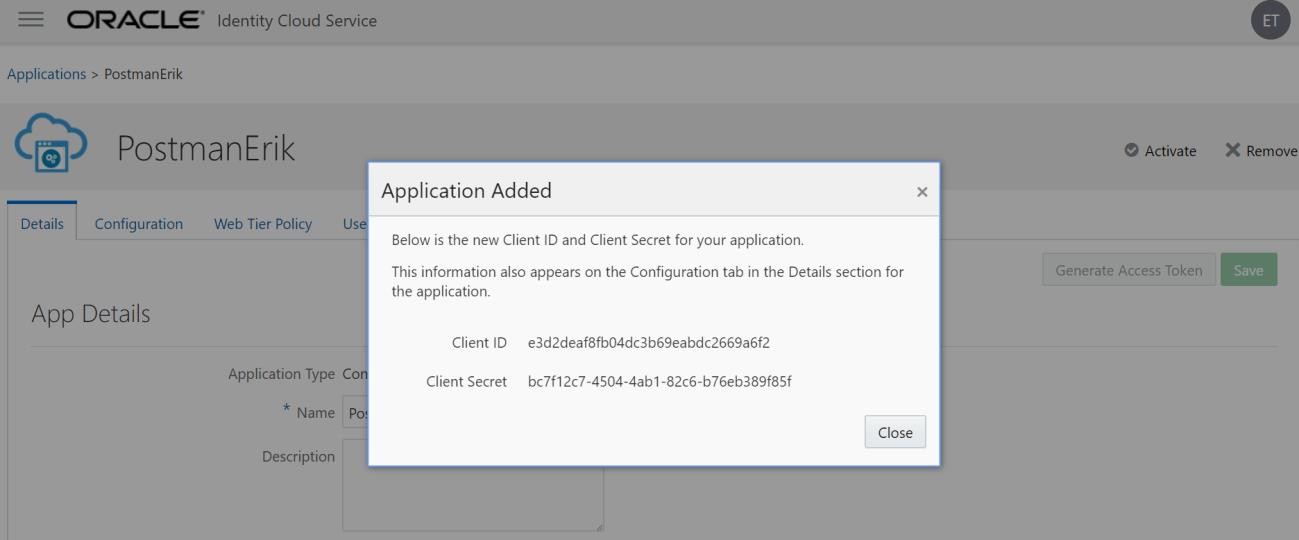 ORACLE Identity Cloud Service
ET
Applications > PostmanErik
PostmanErik
Activate
Remove
Application Added
×
Details
Configuration
Web Tier Policy
Use
Below is the new Client ID and Client Secret for your application.
This information also appears on the Configuration tab in the Details section for
the application.
Generate Access Token
Save
App Details
Client ID e3d2deaf8fb04dc3b69eabdc2669a6f2
Application Type Con
Client Secret bc7f12c7-4504-4ab1-82c6-b76eb389f85f
* Name Pos
Close
Description